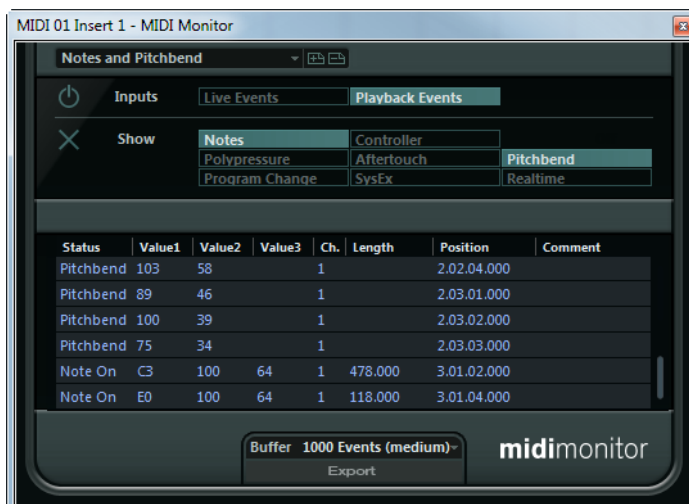 MIDI 01 Insert 1 - MIDI Monitor
Notes and Pitchbend
Inputs Live Events Playback Events
Show Notes Controller
Polypressure Aftertouch Pitchbend
Program Change SysEx Realtime
Status Value1 Value2 Value3 Ch. Length Position Comment
Pitchbend 103 58 1 2.02.04.000
Pitchbend 89 46 1 2.03.01.000
Pitchbend 100 39 1 2.03.02.000
Pitchbend 75 34 1 2.03.03.000
Note On C3 100 64 1 478.000 3.01.02.000
Note On E0 100 64 1 118.000 3.01.04.000
Buffer 1000 Events (medium)
Export
midimonitor